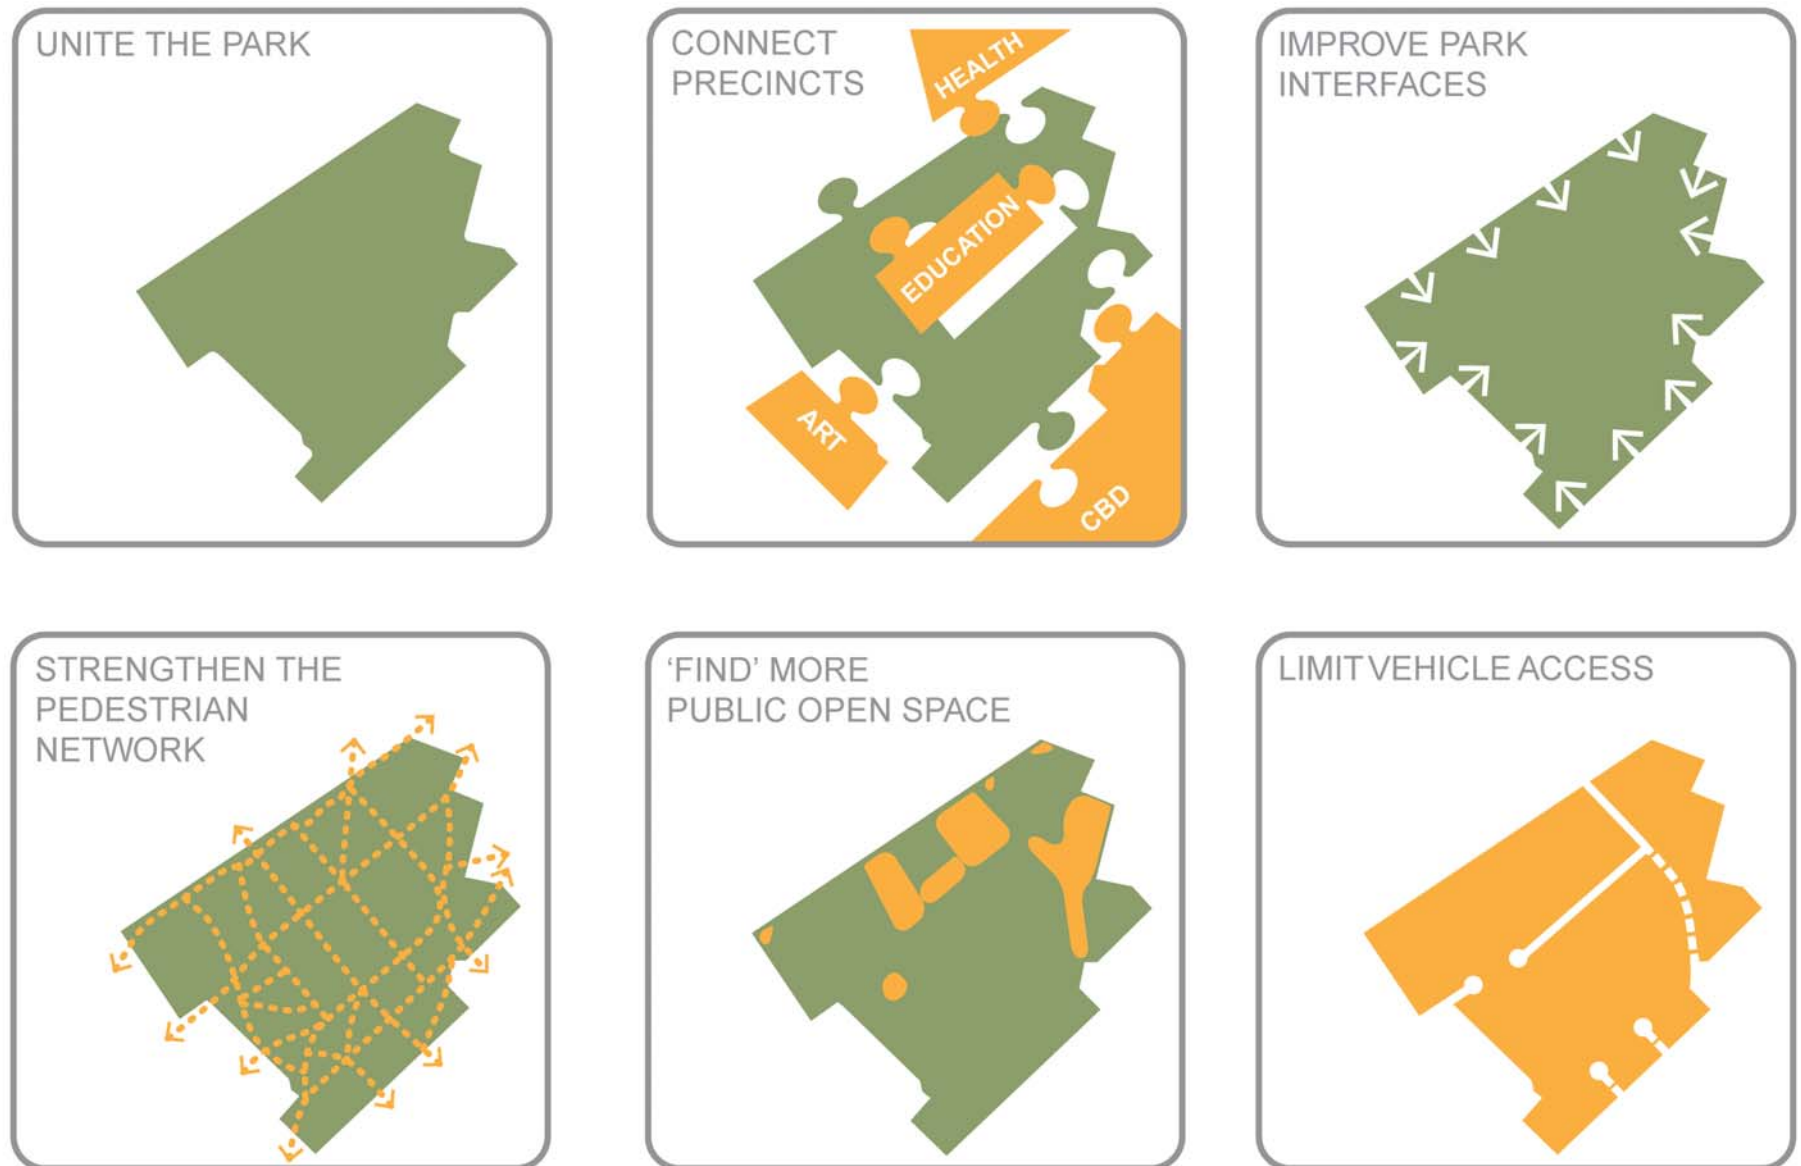 UNITE THE PARK
CONNECT
PRECINCTS
HEALTH
EDUCATION
ART
CBD
IMPROVE PARK
INTERFACES
STRENGTHEN THE
PEDESTRIAN
NETWORK
‘FIND’ MORE
PUBLIC OPEN SPACE
LIMIT VEHICLE ACCESS